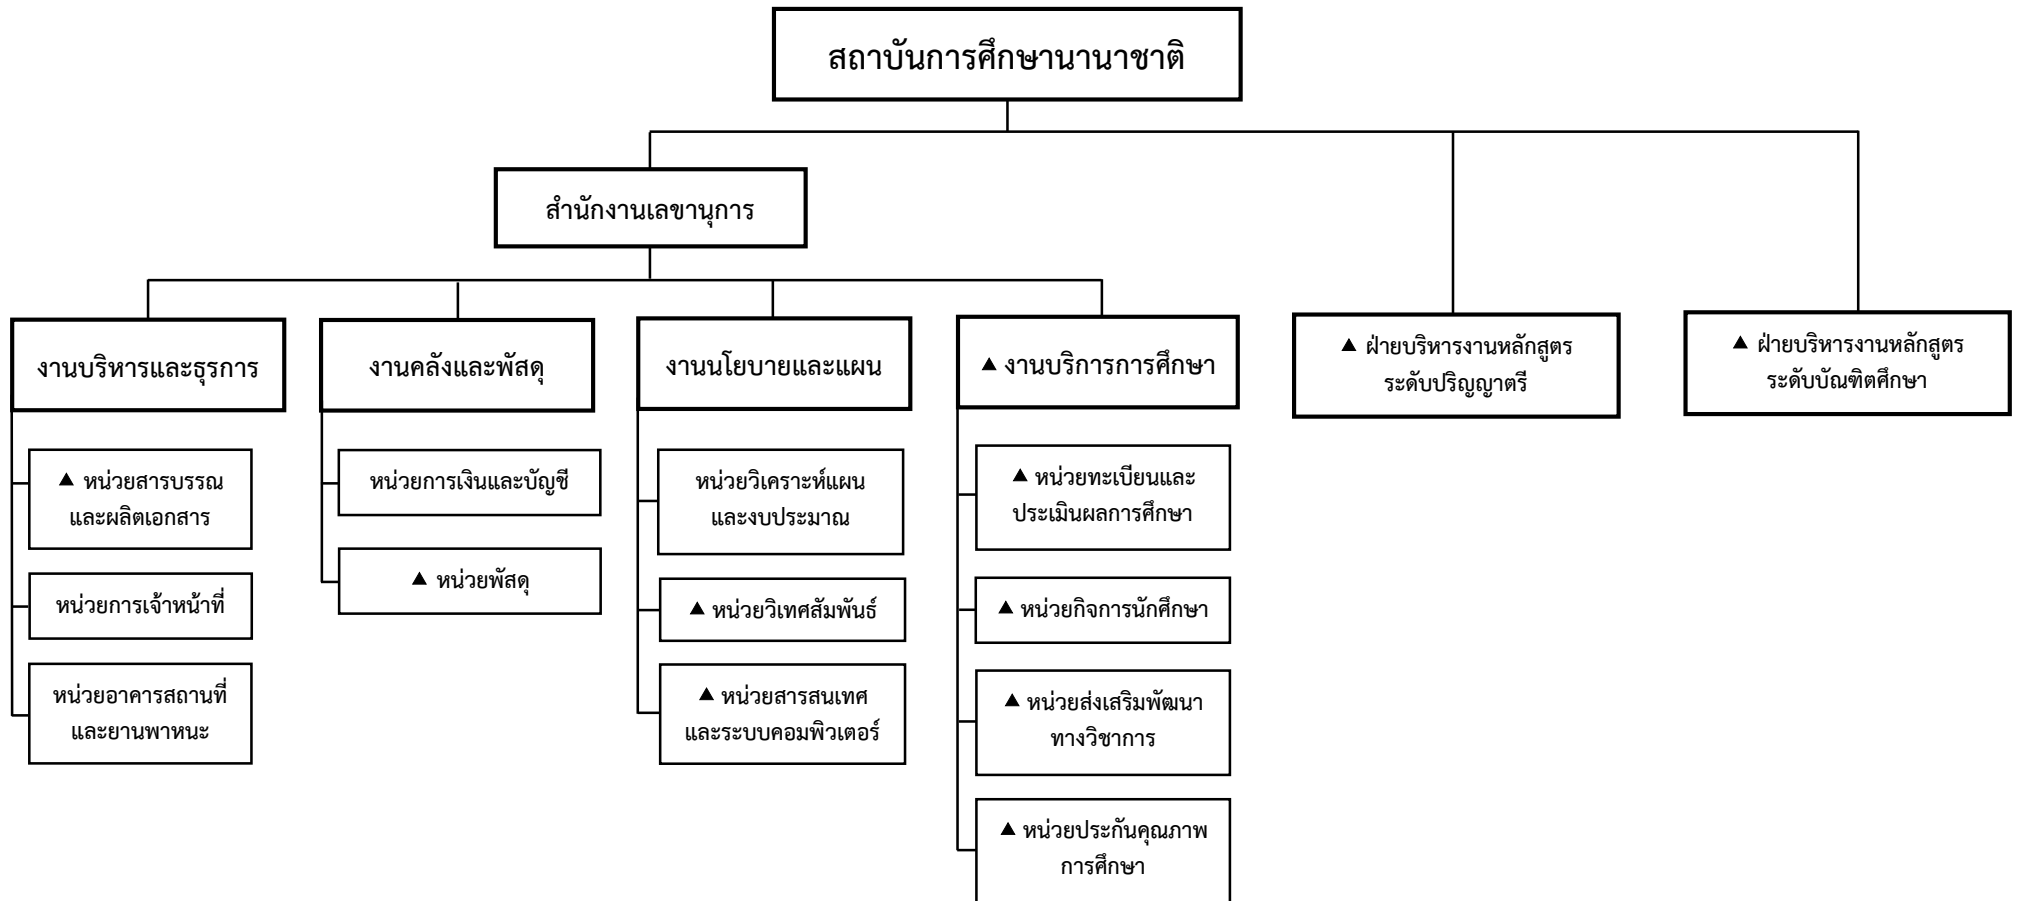 สถาบันการศึกษานานาชาติ
สำนักงานเลขานุการ
งานบริหารและธุรการ
งานคลังและพัสดุ
งานนโยบายและแผน
▲ งานบริการการศึกษา
▲ ฝ่ายบริหารงานหลักสูตร
ระดับปริญญาตรี
▲ ฝ่ายบริหารงานหลักสูตร
ระดับบัณฑิตศึกษา
▲ หน่วยสารบรรณ
และผลิตเอกสาร
หน่วยการเจ้าหน้าที่
หน่วยอาคารสถานที่
และยานพาหนะ
หน่วยการเงินและบัญชี
▲ หน่วยพัสดุ
หน่วยวิเคราะห์แผน
และงบประมาณ
▲ หน่วยวิเทศสัมพันธ์
▲ หน่วยสารสนเทศ
และระบบคอมพิวเตอร์
▲ หน่วยทะเบียนและ
ประเมินผลการศึกษา
▲ หน่วยกิจการนักศึกษา
▲ หน่วยส่งเสริมพัฒนา
ทางวิชาการ
▲ หน่วยประกันคุณภาพ
การศึกษา